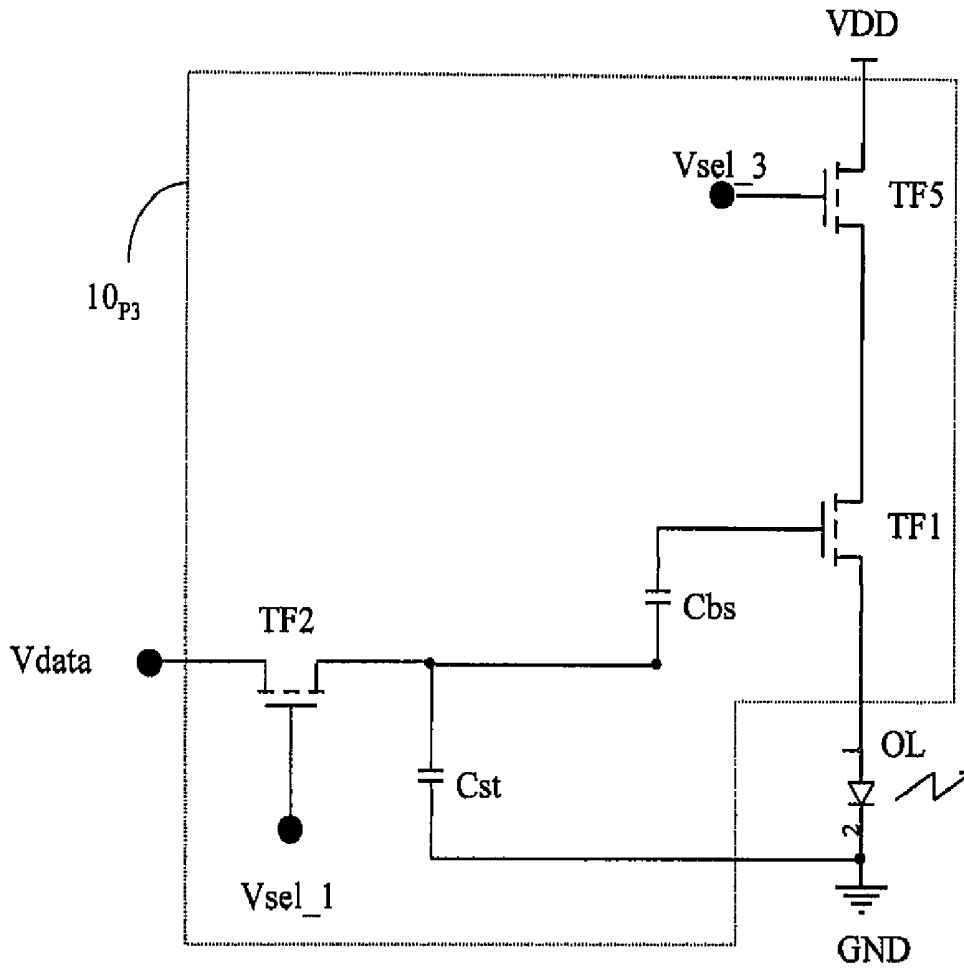 VDD
Vsel_3
TF5
10P3
TF1
Cbs
TF2
Vdata
1
OL
Cst
2
Vsel_1
GND